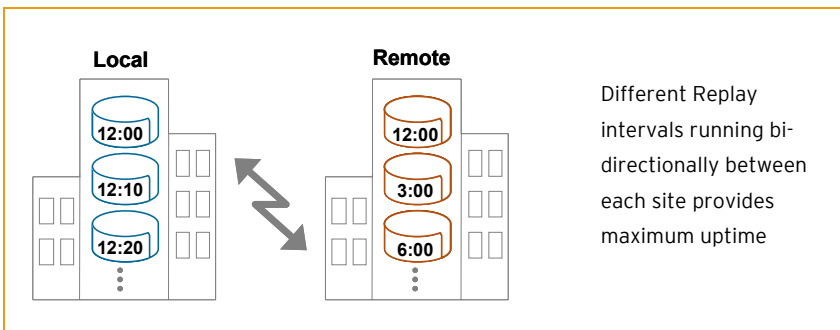 Local
12:00
12:10
12:20
Remote
12:00
3:00
6:00
Different Replay
intervals running bi-
directionally between
each site provides
maximum uptime